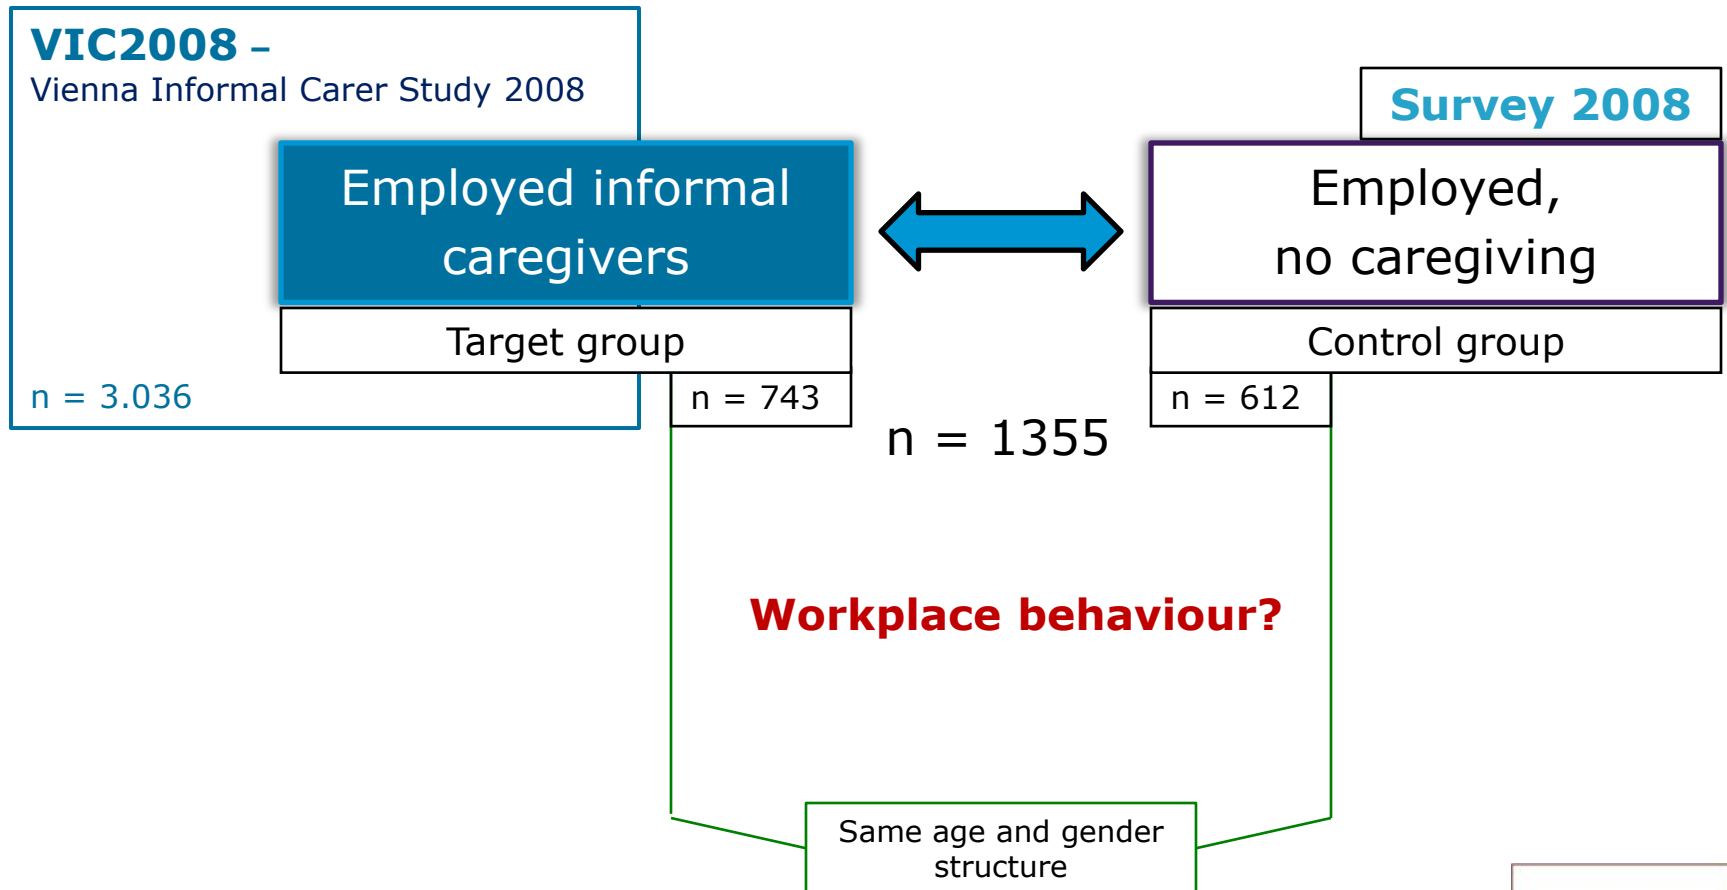 VIC2008 –
Vienna Informal Carer Study 2008
Survey 2008
Employed informal
caregivers
Employed,
no caregiving
Target group
Control group
n = 3.036
n = 743
n = 612
n = 1355
Workplace behaviour?
Same age and gender
structure